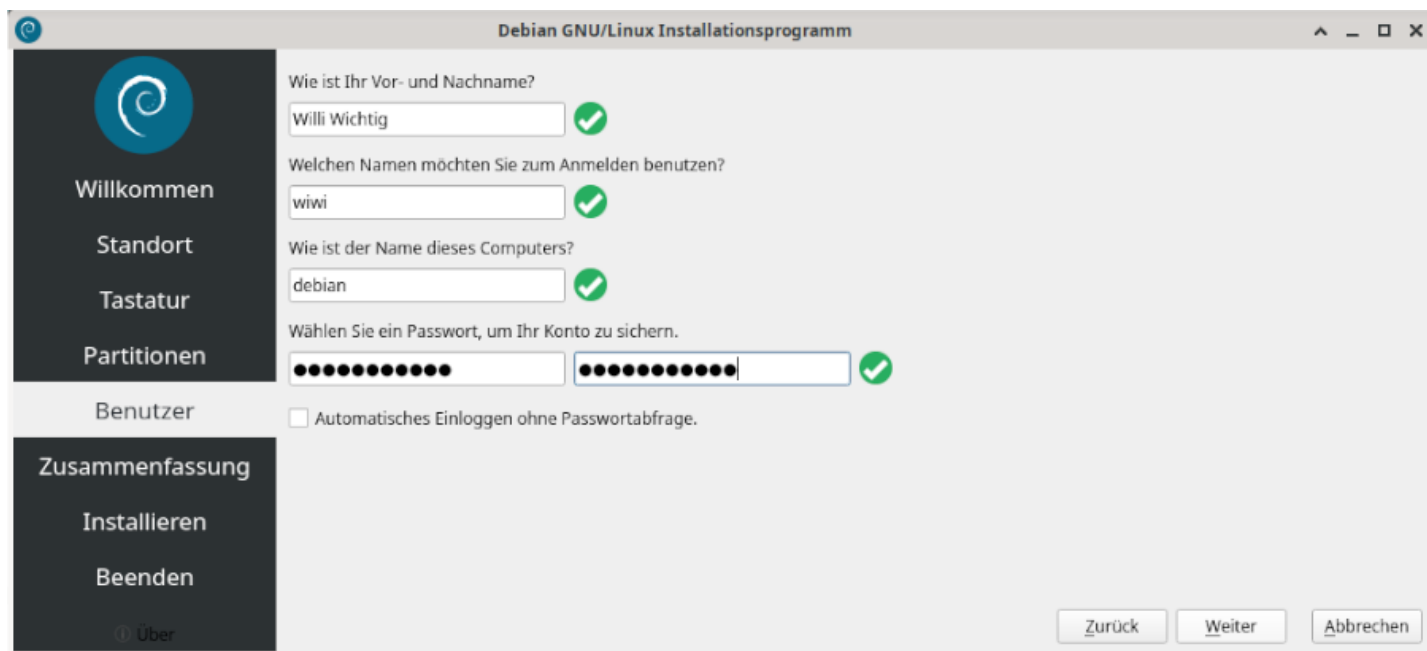 Debian GNU/Linux Installationsprogramm
Willkommen
Standort
Tastatur
Partitionen
Benutzer
Zusammenfassung
Installieren
Beenden
Über
Wie ist Ihr Vor- und Nachname?
Willi Wichtig
Welchen Namen möchten Sie zum Anmelden benutzen?
wiwi
Wie ist der Name dieses Computers?
debian
Wählen Sie ein Passwort, um Ihr Konto zu sichern.
●●●●●●●●●●● ●●●●●●●●●●●
Automatisches Einloggen ohne Passwortabfrage.
Zurück Weiter Abbrechen